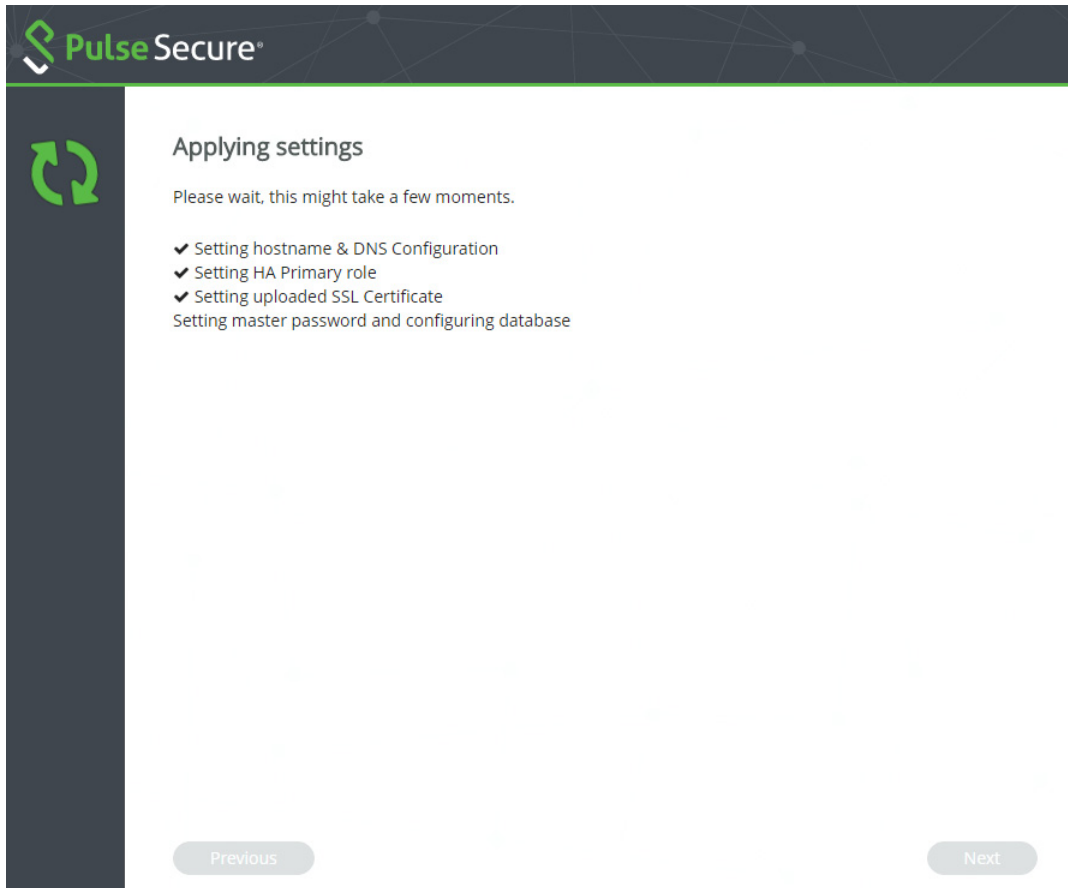 Pulse Secure®
Applying settings
Please wait, this might take a few moments.
✔ Setting hostname & DNS Configuration
✔ Setting HA Primary role
✔ Setting uploaded SSL Certificate
Setting master password and configuring database
Previous
Next